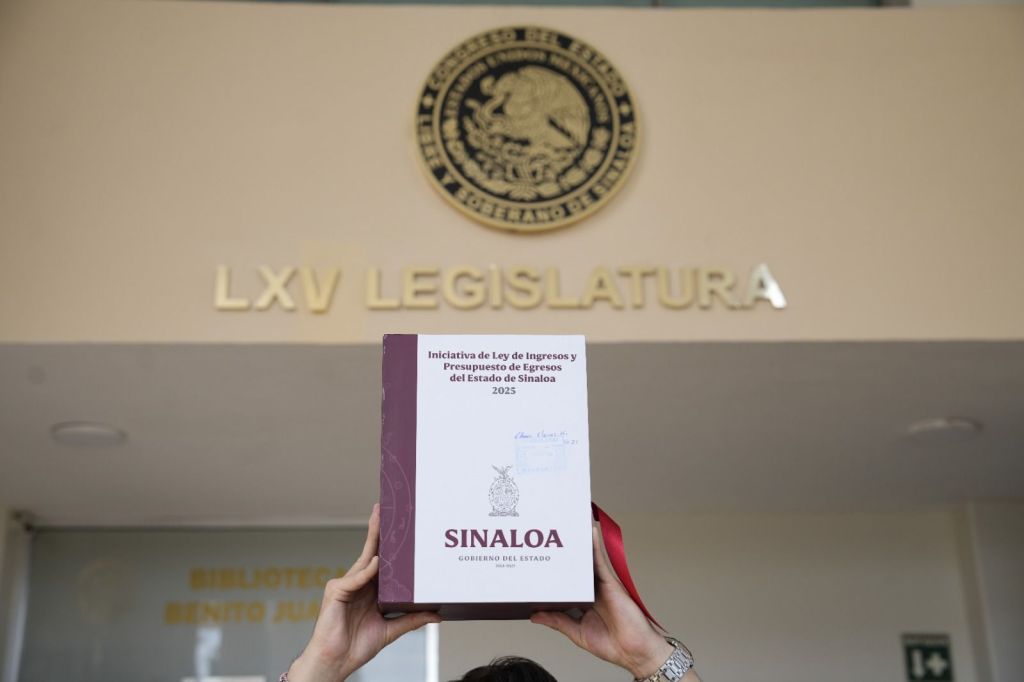 CONGRESO DEL ESTADO
ESTADOS UNIDOS MEXICANOS
LIBRE Y SOBERANO DE SINALOA
LXV LEGISLATURA
Iniciativa de Ley de Ingresos y
Presupuesto de Egresos
del Estado de Sinaloa
2025
SINALOA
GOBIERNO DEL ESTADO
BIBLIOTECA
BENITO